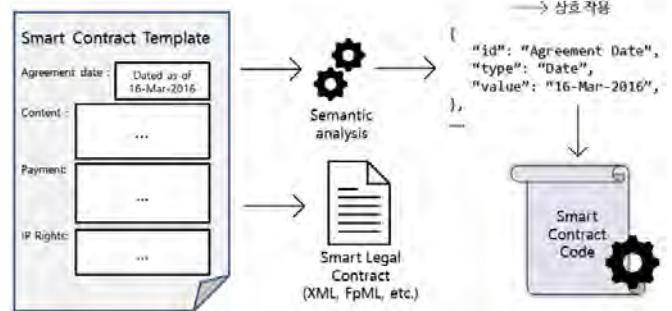 상호 작용
Smart Contract Template
Agreement date :
Dated as of
16-Mar-2016
Content :
...
Payment:
...
IP Rights:
...
Semantic
analysis
Smart Legal
Contract
(XML, FpML, etc.)
{
"id": "Agreement Date",
"type": "Date",
"value": "16-Mar-2016",
},
Smart
Contract
Code